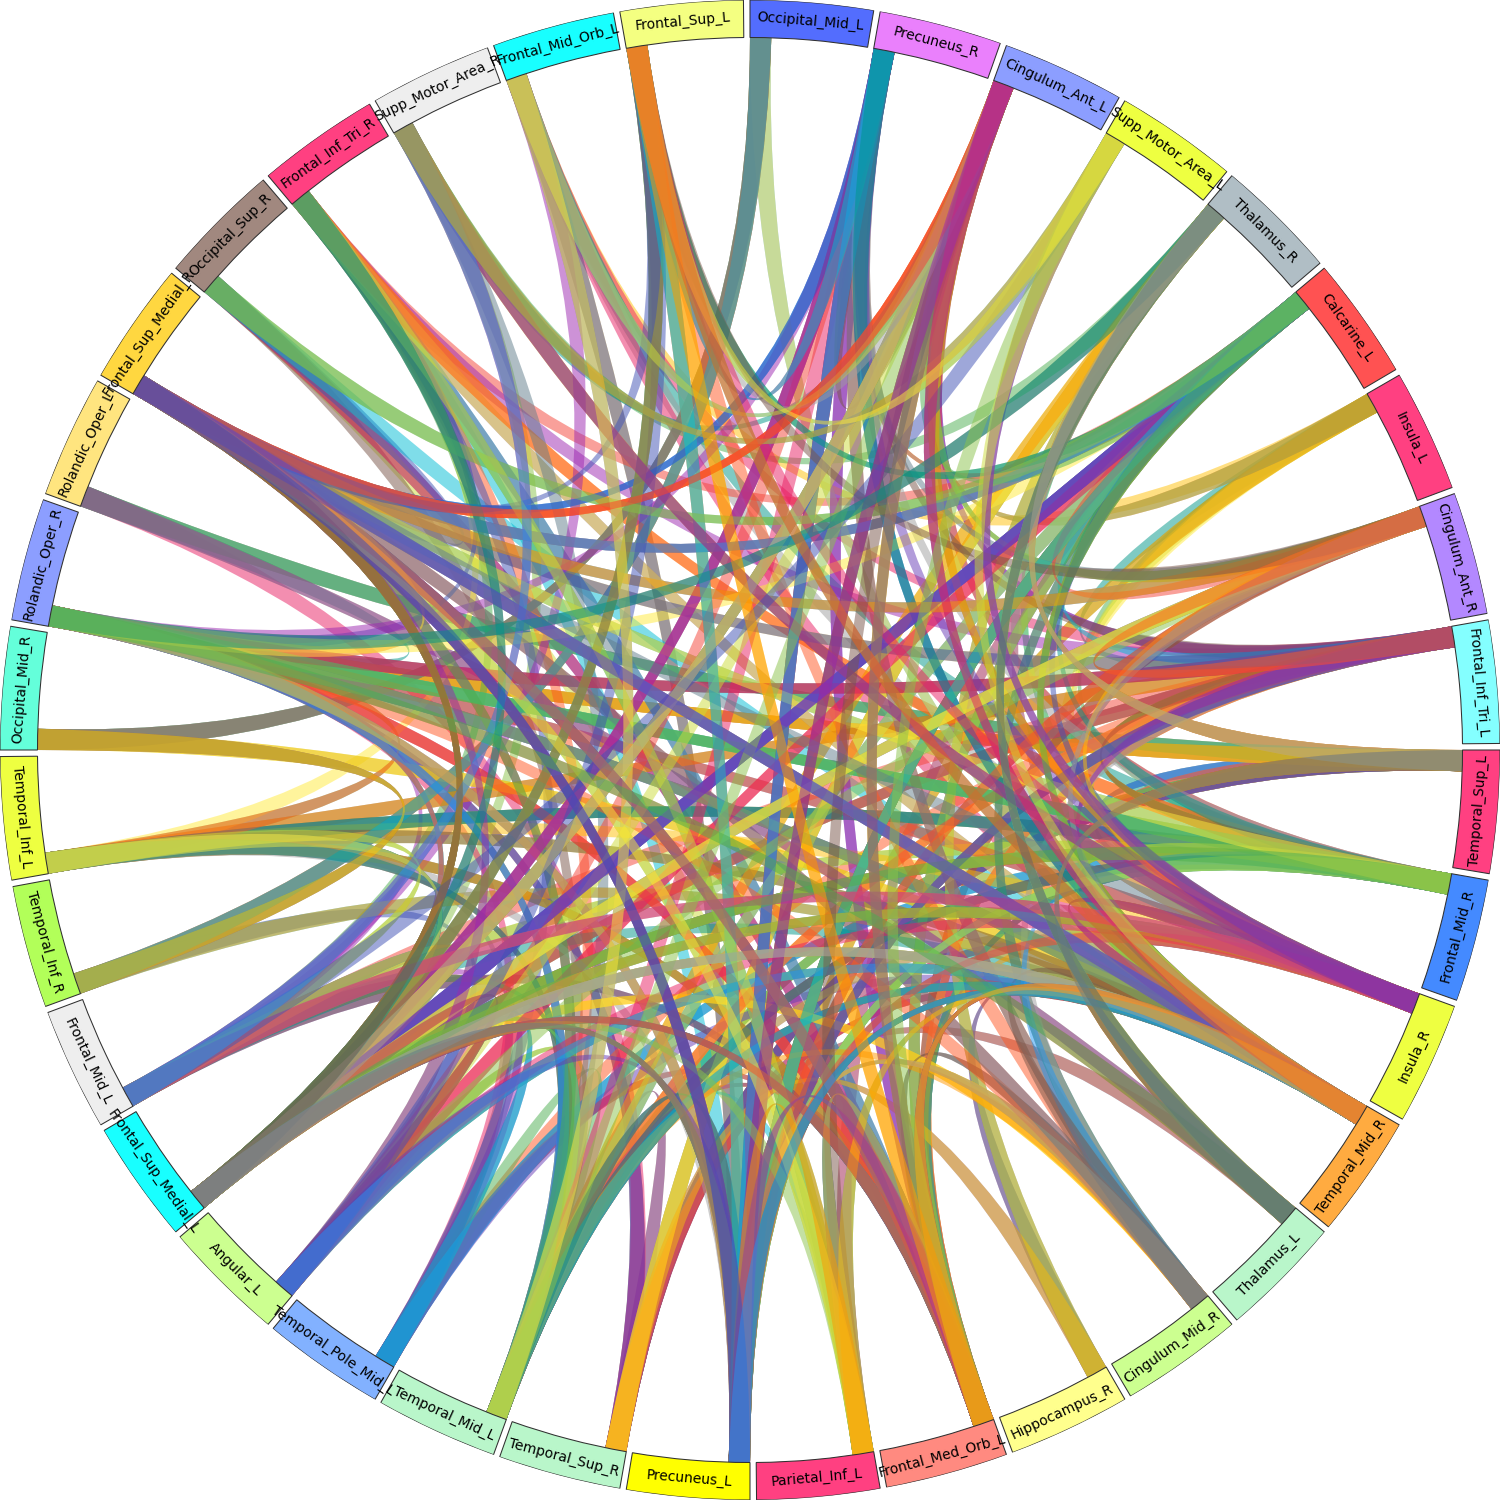 Occipital_Mid_L
Precuneus_R
Cingulum_Ant_L
Supp_Motor_Area_L
Thalamus_R
Calcarine_L
Insula_L
Cingulum_Ant_R
Frontal_Inf_Tri_L
Temporal_Sup_L
Frontal_Mid_R
Insula_R
Temporal_Mid_R
Thalamus_L
Cingulum_Mid_R
Hippocampus_R
Frontal_Med_Orb_L
Parietal_Inf_L
Precuneus_L
Temporal_Sup_R
Temporal_Mid_L
Temporal_Pole_Mid_L
Angular_L
Frontal_Sup_Medial_L
Frontal_Mid_L
Temporal_Inf_R
Temporal_Inf_L
Occipital_Mid_R
Rolandic_Oper_R
Rolandic_Oper_L
Frontal_Sup_Medial_R
Occipital_Sup_R
Frontal_Inf_Tri_R
Supp_Motor_Area_R
Frontal_Mid_Orb_L
Frontal_Sup_L